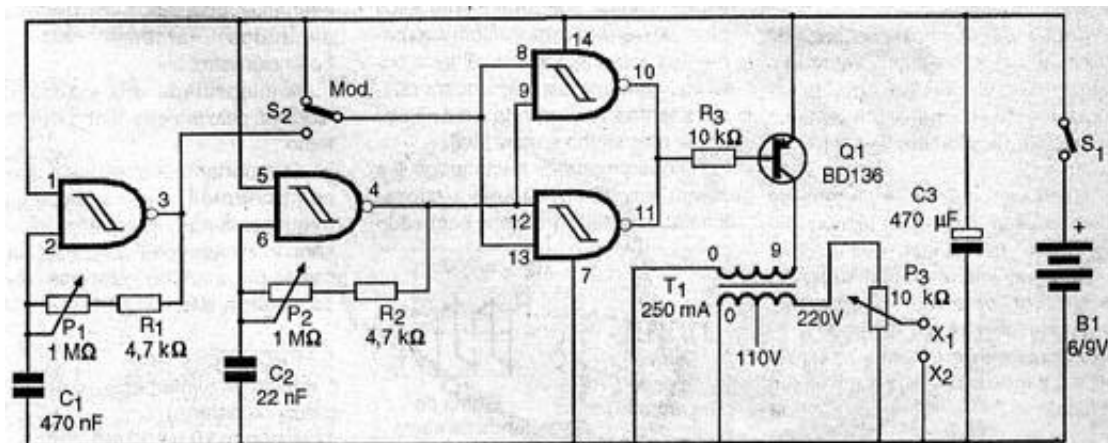 14
8
10
Mod.
9
S2
R3
10 kΩ
S1
Q1
BD136
1
3
5
4
2
6
12
11
13
7
C3
470 µF
+
0
9
T1
250 mA
P3
10 kΩ
P1
1 MΩ
R1
4,7 kΩ
P2
1 MΩ
R2
4,7 kΩ
0
220V
110V
X1
X2
B1
6/9V
C1
470 nF
C2
22 nF